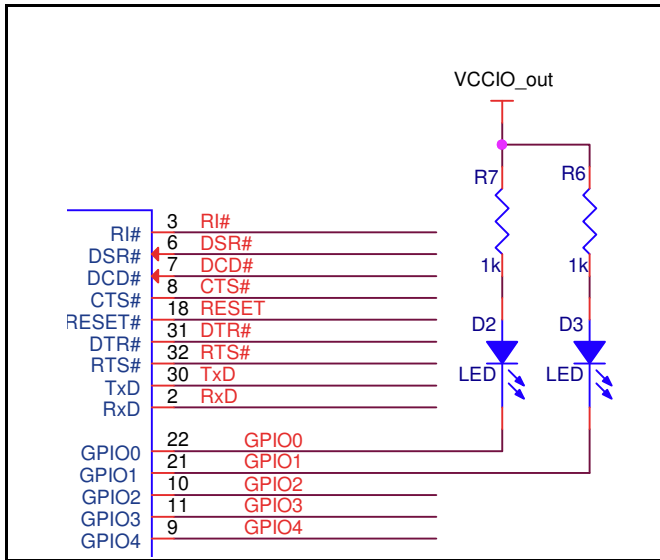 VCCIO_out
R7
R6
1k
1k
D2
D3
LED
LED
RI# 3 RI#
DSR# 6 DSR#
DCD# 7 DCD#
CTS# 8 CTS#
RESET# 18 RESET
DTR# 31 DTR#
RTS# 32 RTS#
TxD 30 TxD
RxD 2 RxD
GPIO0 22 GPIO0
GPIO1 21 GPIO1
GPIO2 10 GPIO2
GPIO3 11 GPIO3
GPIO4 9 GPIO4